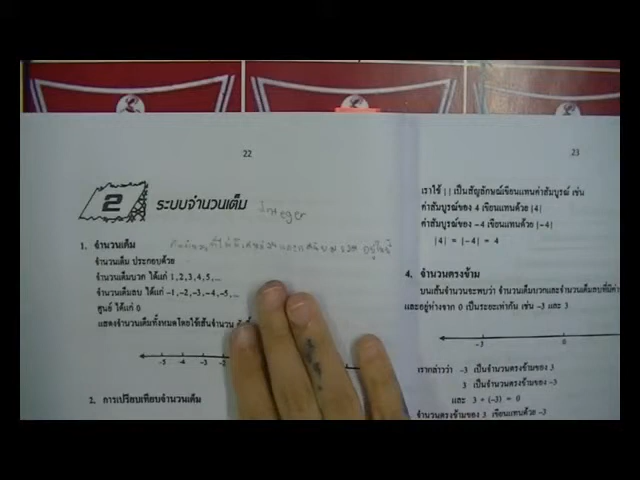 22
2 ระบบจำนวนเต็ม Integer
1. จำนวนเต็ม
จำนวนเต็ม ประกอบด้วย
จำนวนเต็มบวก ได้แก่ 1, 2, 3, 4, 5, ...
จำนวนเต็มลบ ได้แก่ -1, -2, -3, -4, -5, ...
ศูนย์ ได้แก่ 0
แสดงจำนวนเต็มทั้งหมดโดยใช้เส้นจำนวน
-5 -4 -3 -2
2. การเปรียบเทียบจำนวนเต็ม
23
เราใช้ | | เป็นสัญลักษณ์เขียนแทนค่าสัมบูรณ์ เช่น
ค่าสัมบูรณ์ของ 4 เขียนแทนด้วย |4|
ค่าสัมบูรณ์ของ -4 เขียนแทนด้วย |-4|
|4| = |-4| = 4
4. จำนวนตรงข้าม
บนเส้นจำนวนจะพบว่า จำนวนเต็มบวกและจำนวนเต็มลบที่มีค่า
และอยู่ห่างจาก 0 เป็นระยะเท่ากัน เช่น -3 และ 3
-3 0
เรากล่าวว่า -3 เป็นจำนวนตรงข้ามของ 3
3 เป็นจำนวนตรงข้ามของ -3
และ 3 + (-3) = 0
จำนวนตรงข้ามของ 3 เขียนแทนด้วย -3